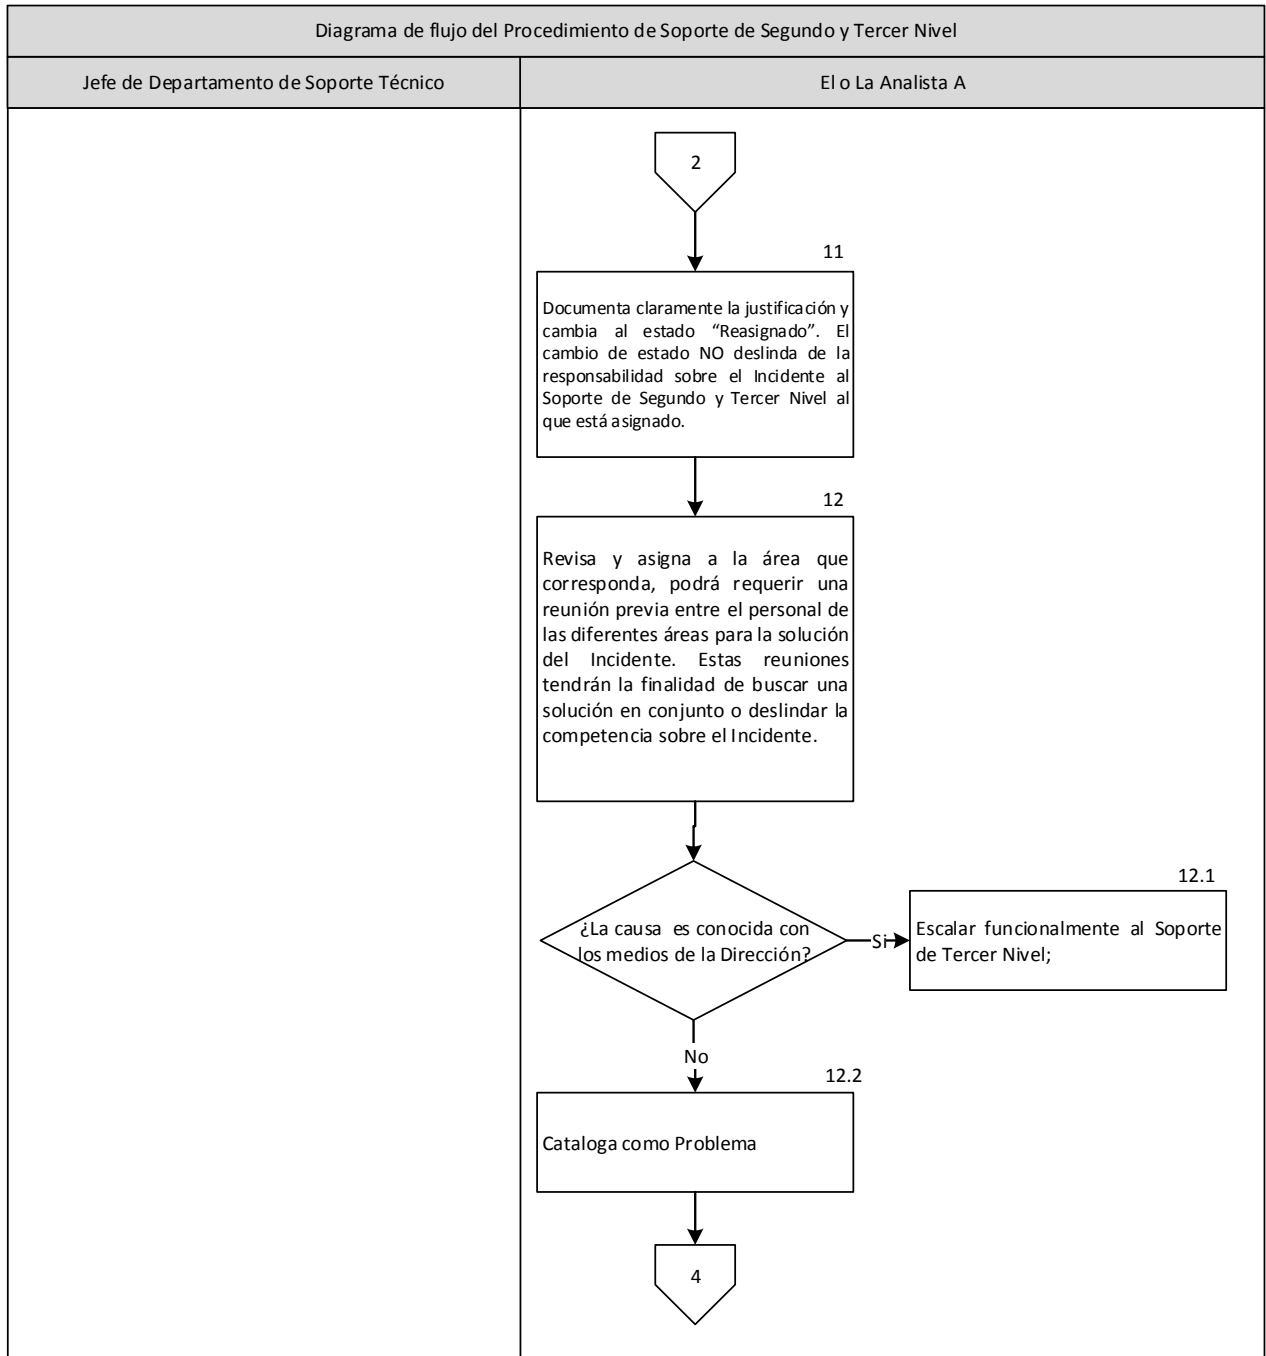 Diagrama de flujo del Procedimiento de Soporte de Segundo y Tercer Nivel
Jefe de Departamento de Soporte Técnico
El o La Analista A
2
11
Documenta claramente la justificación y
cambia al estado “Reasignado”. El
cambio de estado NO deslinda de la
responsabilidad sobre el Incidente al
Soporte de Segundo y Tercer Nivel al
que está asignado.
12
Revisa y asigna a la área que
corresponda, podrá requerir una
reunión previa entre el personal de
las diferentes áreas para la solución
del Incidente. Estas reuniones
tendrán la finalidad de buscar una
solución en conjunto o deslindar la
competencia sobre el Incidente.
¿La causa es conocida con
los medios de la Dirección?
Si
12.1
Escalar funcionalmente al Soporte
de Tercer Nivel;
No
12.2
Cataloga como Problema
4